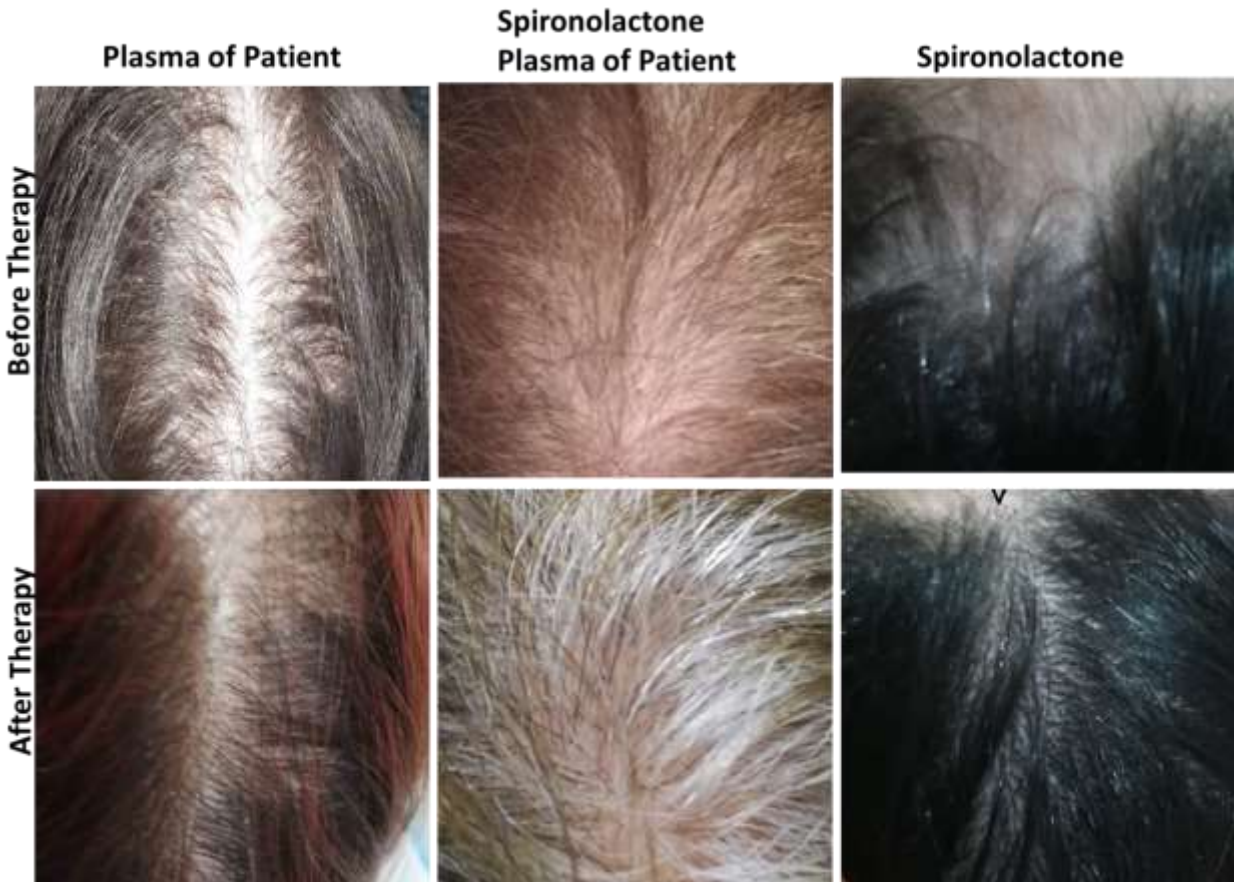 Spironolactone
Plasma of Patient
Plasma of Patient
Spironolactone
Before Therapy
After Therapy